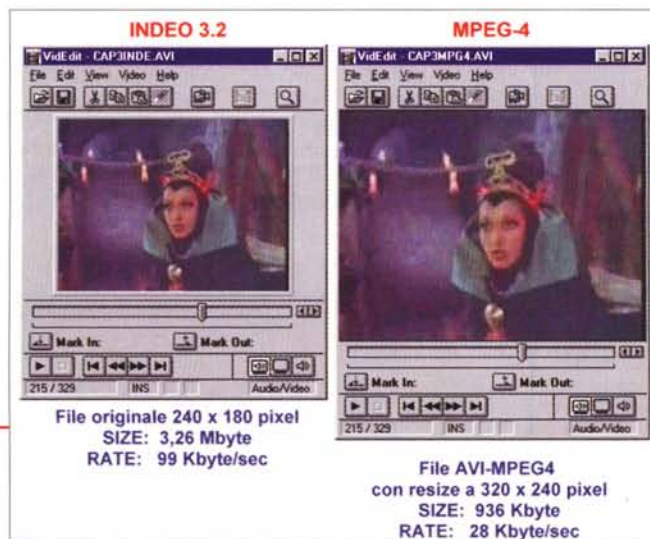 INDEO 3.2
VidEdit - CAP3INDE.AVI
File Edit View Video Help
Mark In: Mark Out:
215 / 329 INS Audio/Video
File originale 240 x 180 pixel
SIZE: 3,26 Mbyte
RATE: 99 Kbyte/sec
MPEG-4
VidEdit - CAP3MPG4.AVI
File Edit View Video Help
Mark In: Mark Out:
215 / 329 INS Audio/Video
File AVI-MPEG4
con resize a 320 x 240 pixel
SIZE: 936 Kbyte
RATE: 28 Kbyte/sec